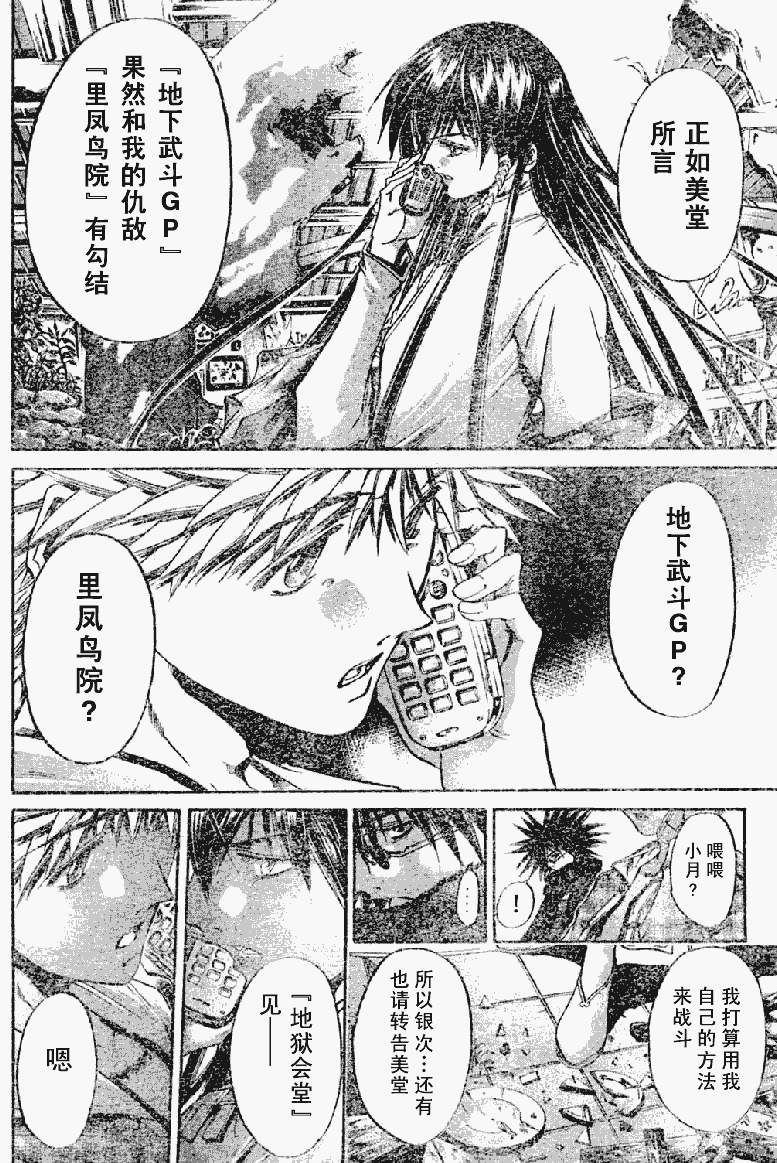 正如美堂
所言
『地下武斗GP』
果然和我的仇敌
『里凤鸟院』有勾结
地下武斗GP？
里凤鸟院？
喂喂
小月？
！
…
我打算用我
自己的方法
来战斗
所以银次…还有
也请转告美堂
『地狱会堂』
见——
嗯